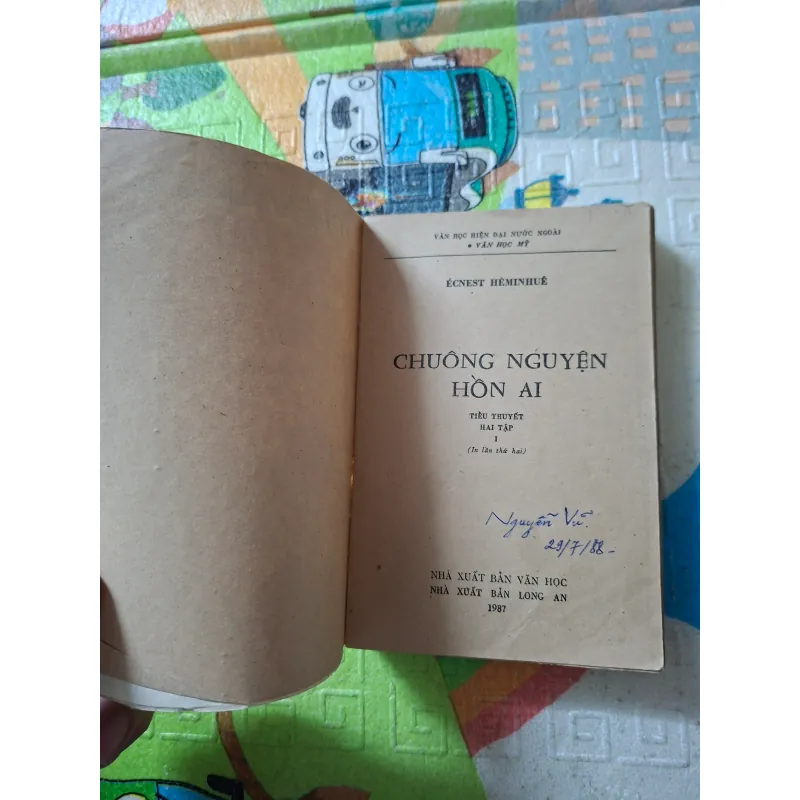 VĂN HỌC HIỆN ĐẠI NƯỚC NGOÀI
• VĂN HỌC MỸ
ÉCNEST HÊMINHUÊ
CHUÔNG NGUYỆN
HỒN AI
TIỂU THUYẾT
HAI TẬP
I
(In lần thứ hai)
Nguyễn Vũ.
29/7/88-
NHÀ XUẤT BẢN VĂN HỌC
NHÀ XUẤT BẢN LONG AN
1987